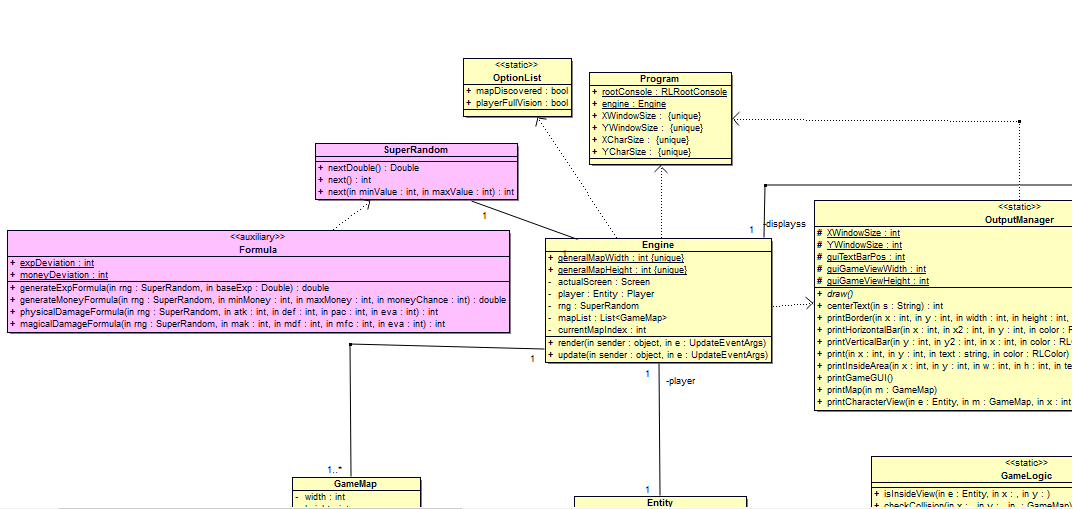 <<static>>
OptionList
+ mapDiscovered : bool
+ playerFullVision : bool
Program
+ rootConsole : RLRootConsole
+ engine : Engine
+ XWindowSize : {unique}
+ YWindowSize : {unique}
+ XCharSize : {unique}
+ YCharSize : {unique}
SuperRandom
+ nextDouble() : Double
+ next() : int
+ next(in minValue : int, in maxValue : int) : int
1
<<auxiliary>>
Formula
+ expDeviation : int
+ moneyDeviation : int
+ generateExpFormula(in rng : SuperRandom, in baseExp : Double) : double
+ generateMoneyFormula(in rng : SuperRandom, in minMoney : int, in maxMoney : int, in moneyChance : int) : double
+ physicalDamageFormula(in rng : SuperRandom, in atk : int, in def : int, in pac : int, in eva : int) : int
+ magicalDamageFormula(in rng : SuperRandom, in mak : int, in mdf : int, in mfc : int, in eva : int) : int
1
-displayss
Engine
+ generalMapWidth : int {unique}
+ generalMapHeight : int {unique}
- actualScreen : Screen
- player : Entity : Player
- rng : SuperRandom
- mapList : List<GameMap>
- currentMapIndex : int
+ render(in sender : object, in e : UpdateEventArgs)
+ update(in sender : object, in e : UpdateEventArgs)
<<static>>
OutputManager
# XWindowSize : int
# YWindowSize : int
# guiTextBarPos : int
# guiGameViewWidth : int
# guiGameViewHeight : int
+ draw()
+ centerText(in s : String) : int
+ printBorder(in x : int, in y : int, in width : int, in height : int,
+ printHorizontalBar(in x : int, in x2 : int, in y : int, in color : R
+ printVerticalBar(in y : int, in y2 : int, in x : int, in color : RL
+ print(in x : int, in y : int, in text : string, in color : RLColor)
+ printInsideArea(in x : int, in y : int, in w : int, in h : int, in te
+ printGameGUI()
+ printMap(in m : GameMap)
+ printCharacterView(in e : Entity, in m : GameMap, in x : int
1
1
-player
1..*
1
GameMap
- width : int
Entity
<<static>>
GameLogic
+ isInsideView(in e : Entity, in x : , in y : )
+ checkCollision(in x : , in y : , in : GameMap)